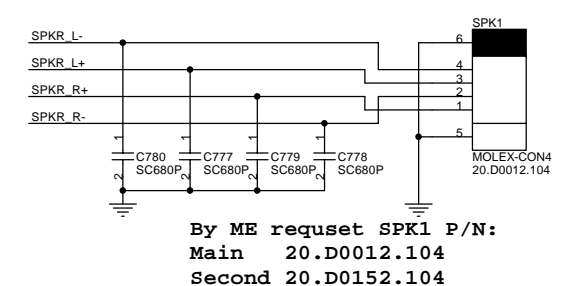 SPK1
SPKR_L-
6
SPKR_L+
4
3
SPKR_R+
2
1
SPKR_R-
5
1 1 1 1
C780 C777 C779 C778
SC680P SC680P SC680P SC680P
2 2 2 2
MOLEX-CON4
20.D0012.104
By ME requset SPK1 P/N:
Main 20.D0012.104
Second 20.D0152.104